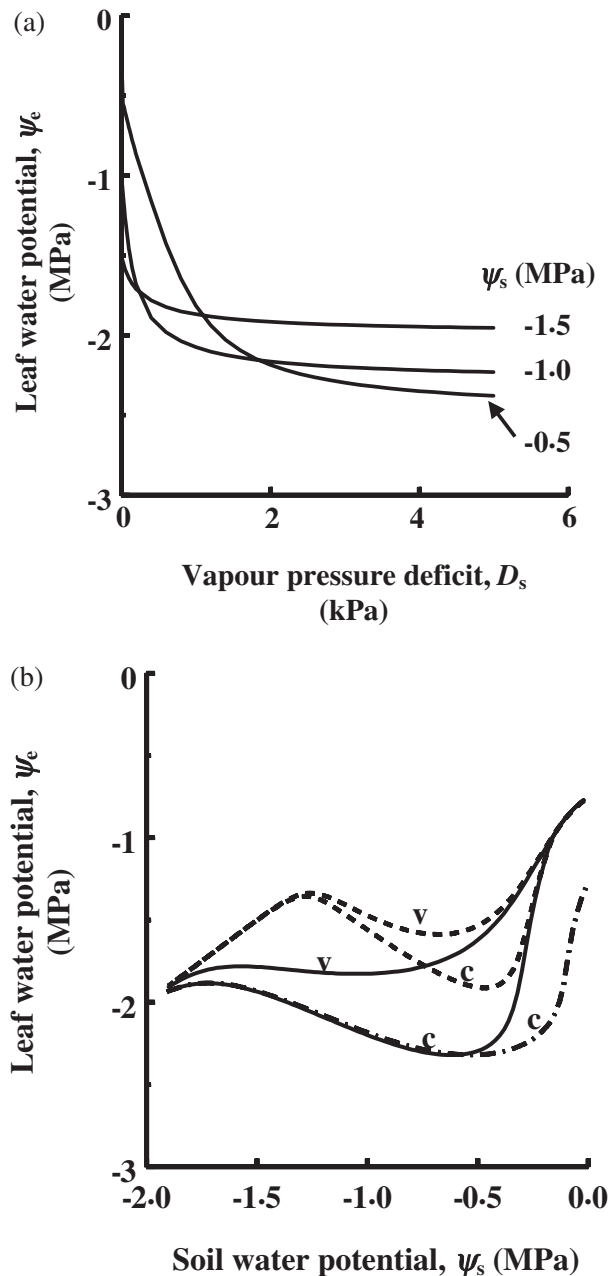 (a)
0
-1
-2
-3
Leaf water potential, ψe
(MPa)
ψs (MPa)
-1·5
-1·0
-0·5
0 2 4 6
Vapour pressure deficit, Ds
(kPa)
(b)
0
-1
-2
-3
Leaf water potential, ψe
(MPa)
v
v
c
c
c
-2.0 -1·5 -1·0 -0·5 0·0
Soil water potential, ψs (MPa)